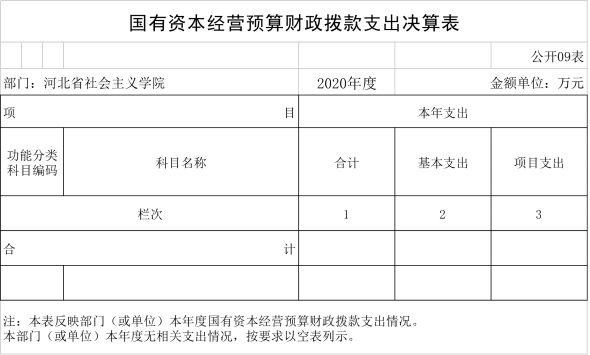 国有资本经营预算财政拨款支出决算表
公开09表
部门：河北省社会主义学院 2020年度 金额单位：万元
项 目 本年支出
功能分类
科目编码 科目名称 合计 基本支出 项目支出
栏次 1 2 3
合 计
注：本表反映部门（或单位）本年度国有资本经营预算财政拨款支出情况。
本部门（或单位）本年度无相关支出情况，按要求以空表列示。